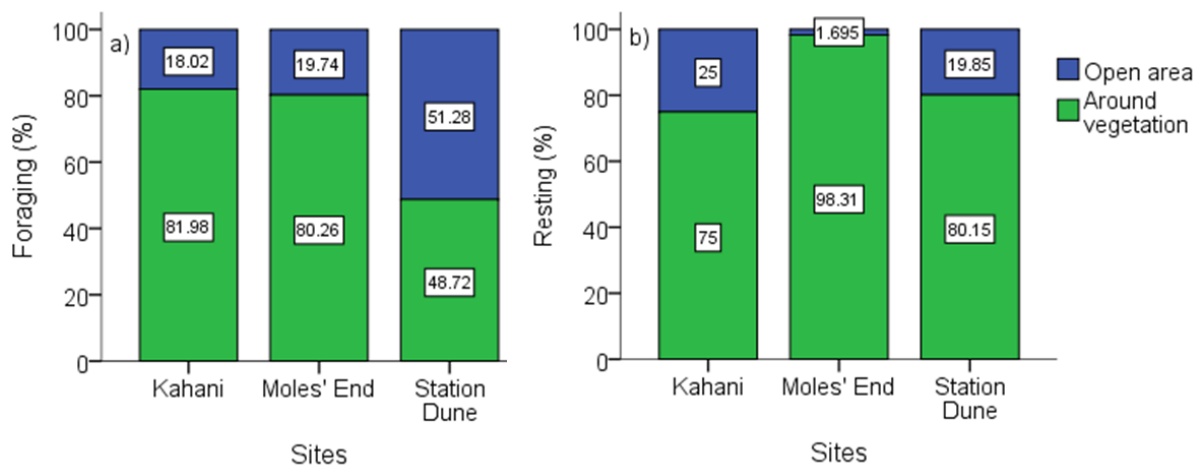 a)
Foraging (%)
100
80
60
40
20
0
18.02
19.74
51.28
81.98
80.26
48.72
Kahani
Moles' End
Station
Dune
Sites
b)
Resting (%)
100
80
60
40
20
0
25
1.695
19.85
75
98.31
80.15
Kahani
Moles' End
Station
Dune
Sites
Open area
Around
vegetation